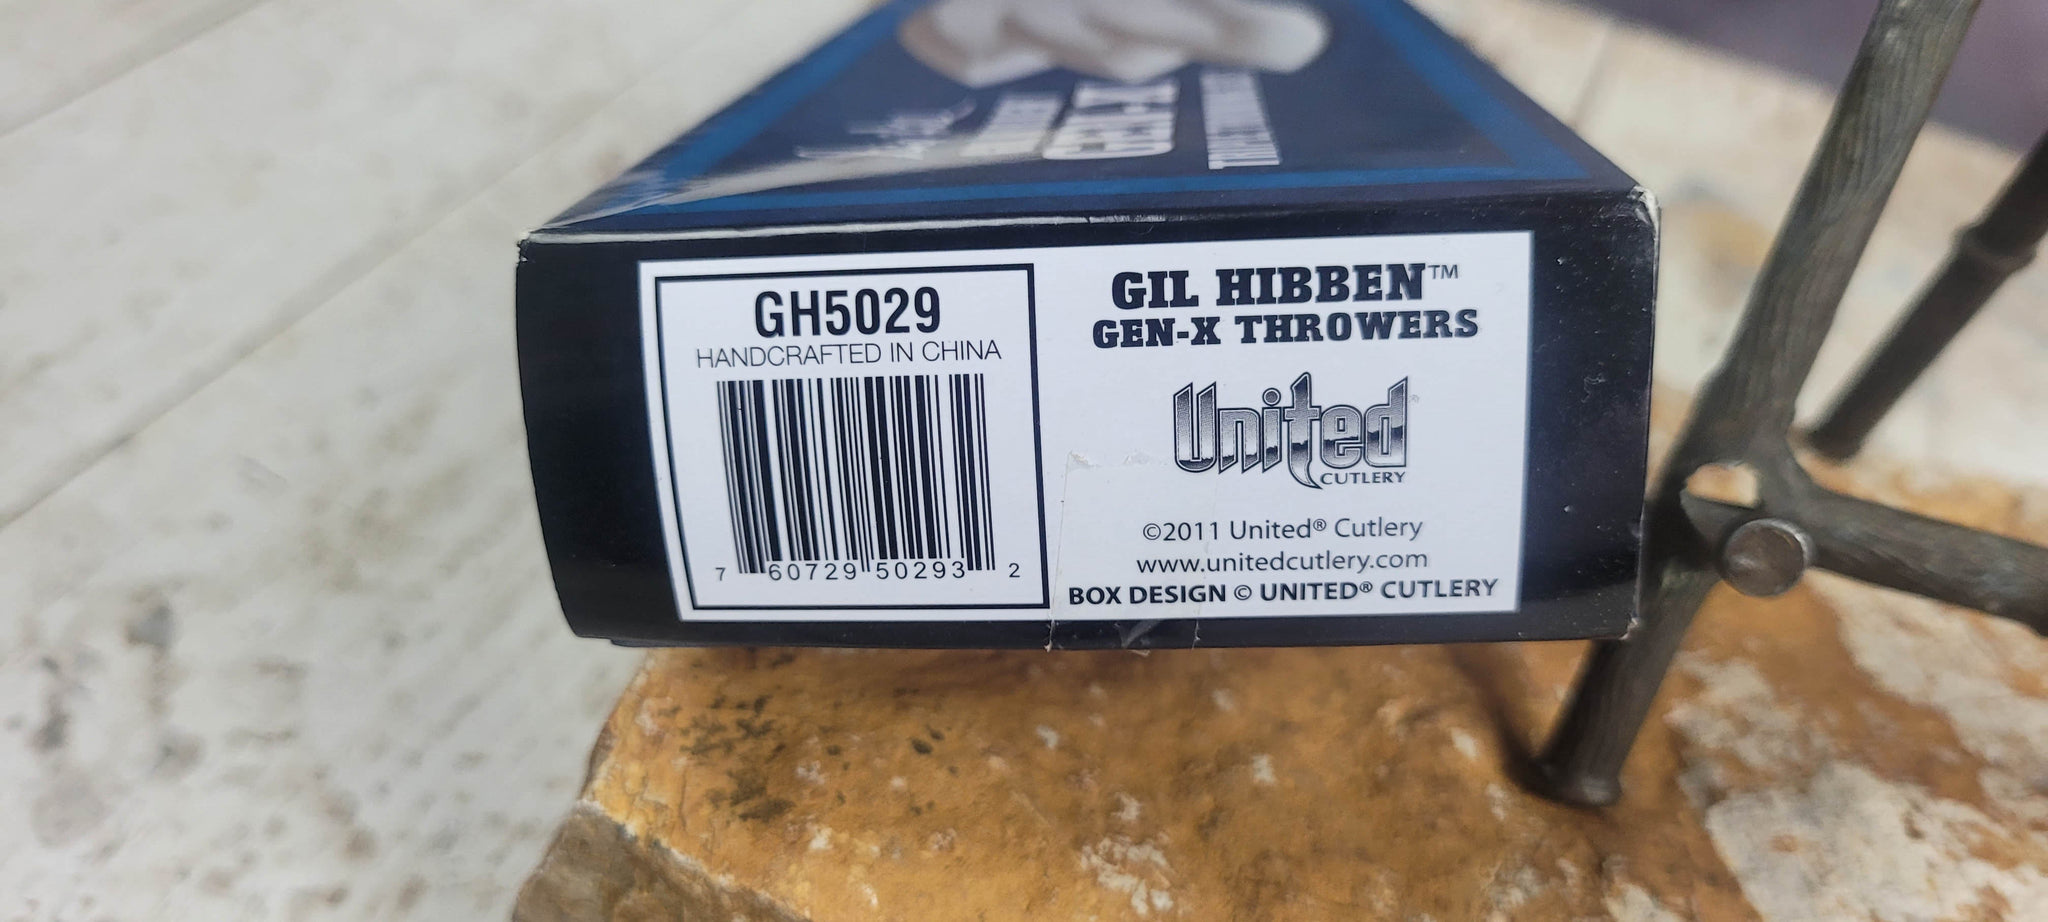 GEN-X
GH5029
HANDCRAFTED IN CHINA
7 60729 50293 2
GIL HIBBEN™
GEN-X THROWERS
United
CUTLERY
©2011 United® Cutlery
www.unitedcutlery.com
BOX DESIGN © UNITED® CUTLERY